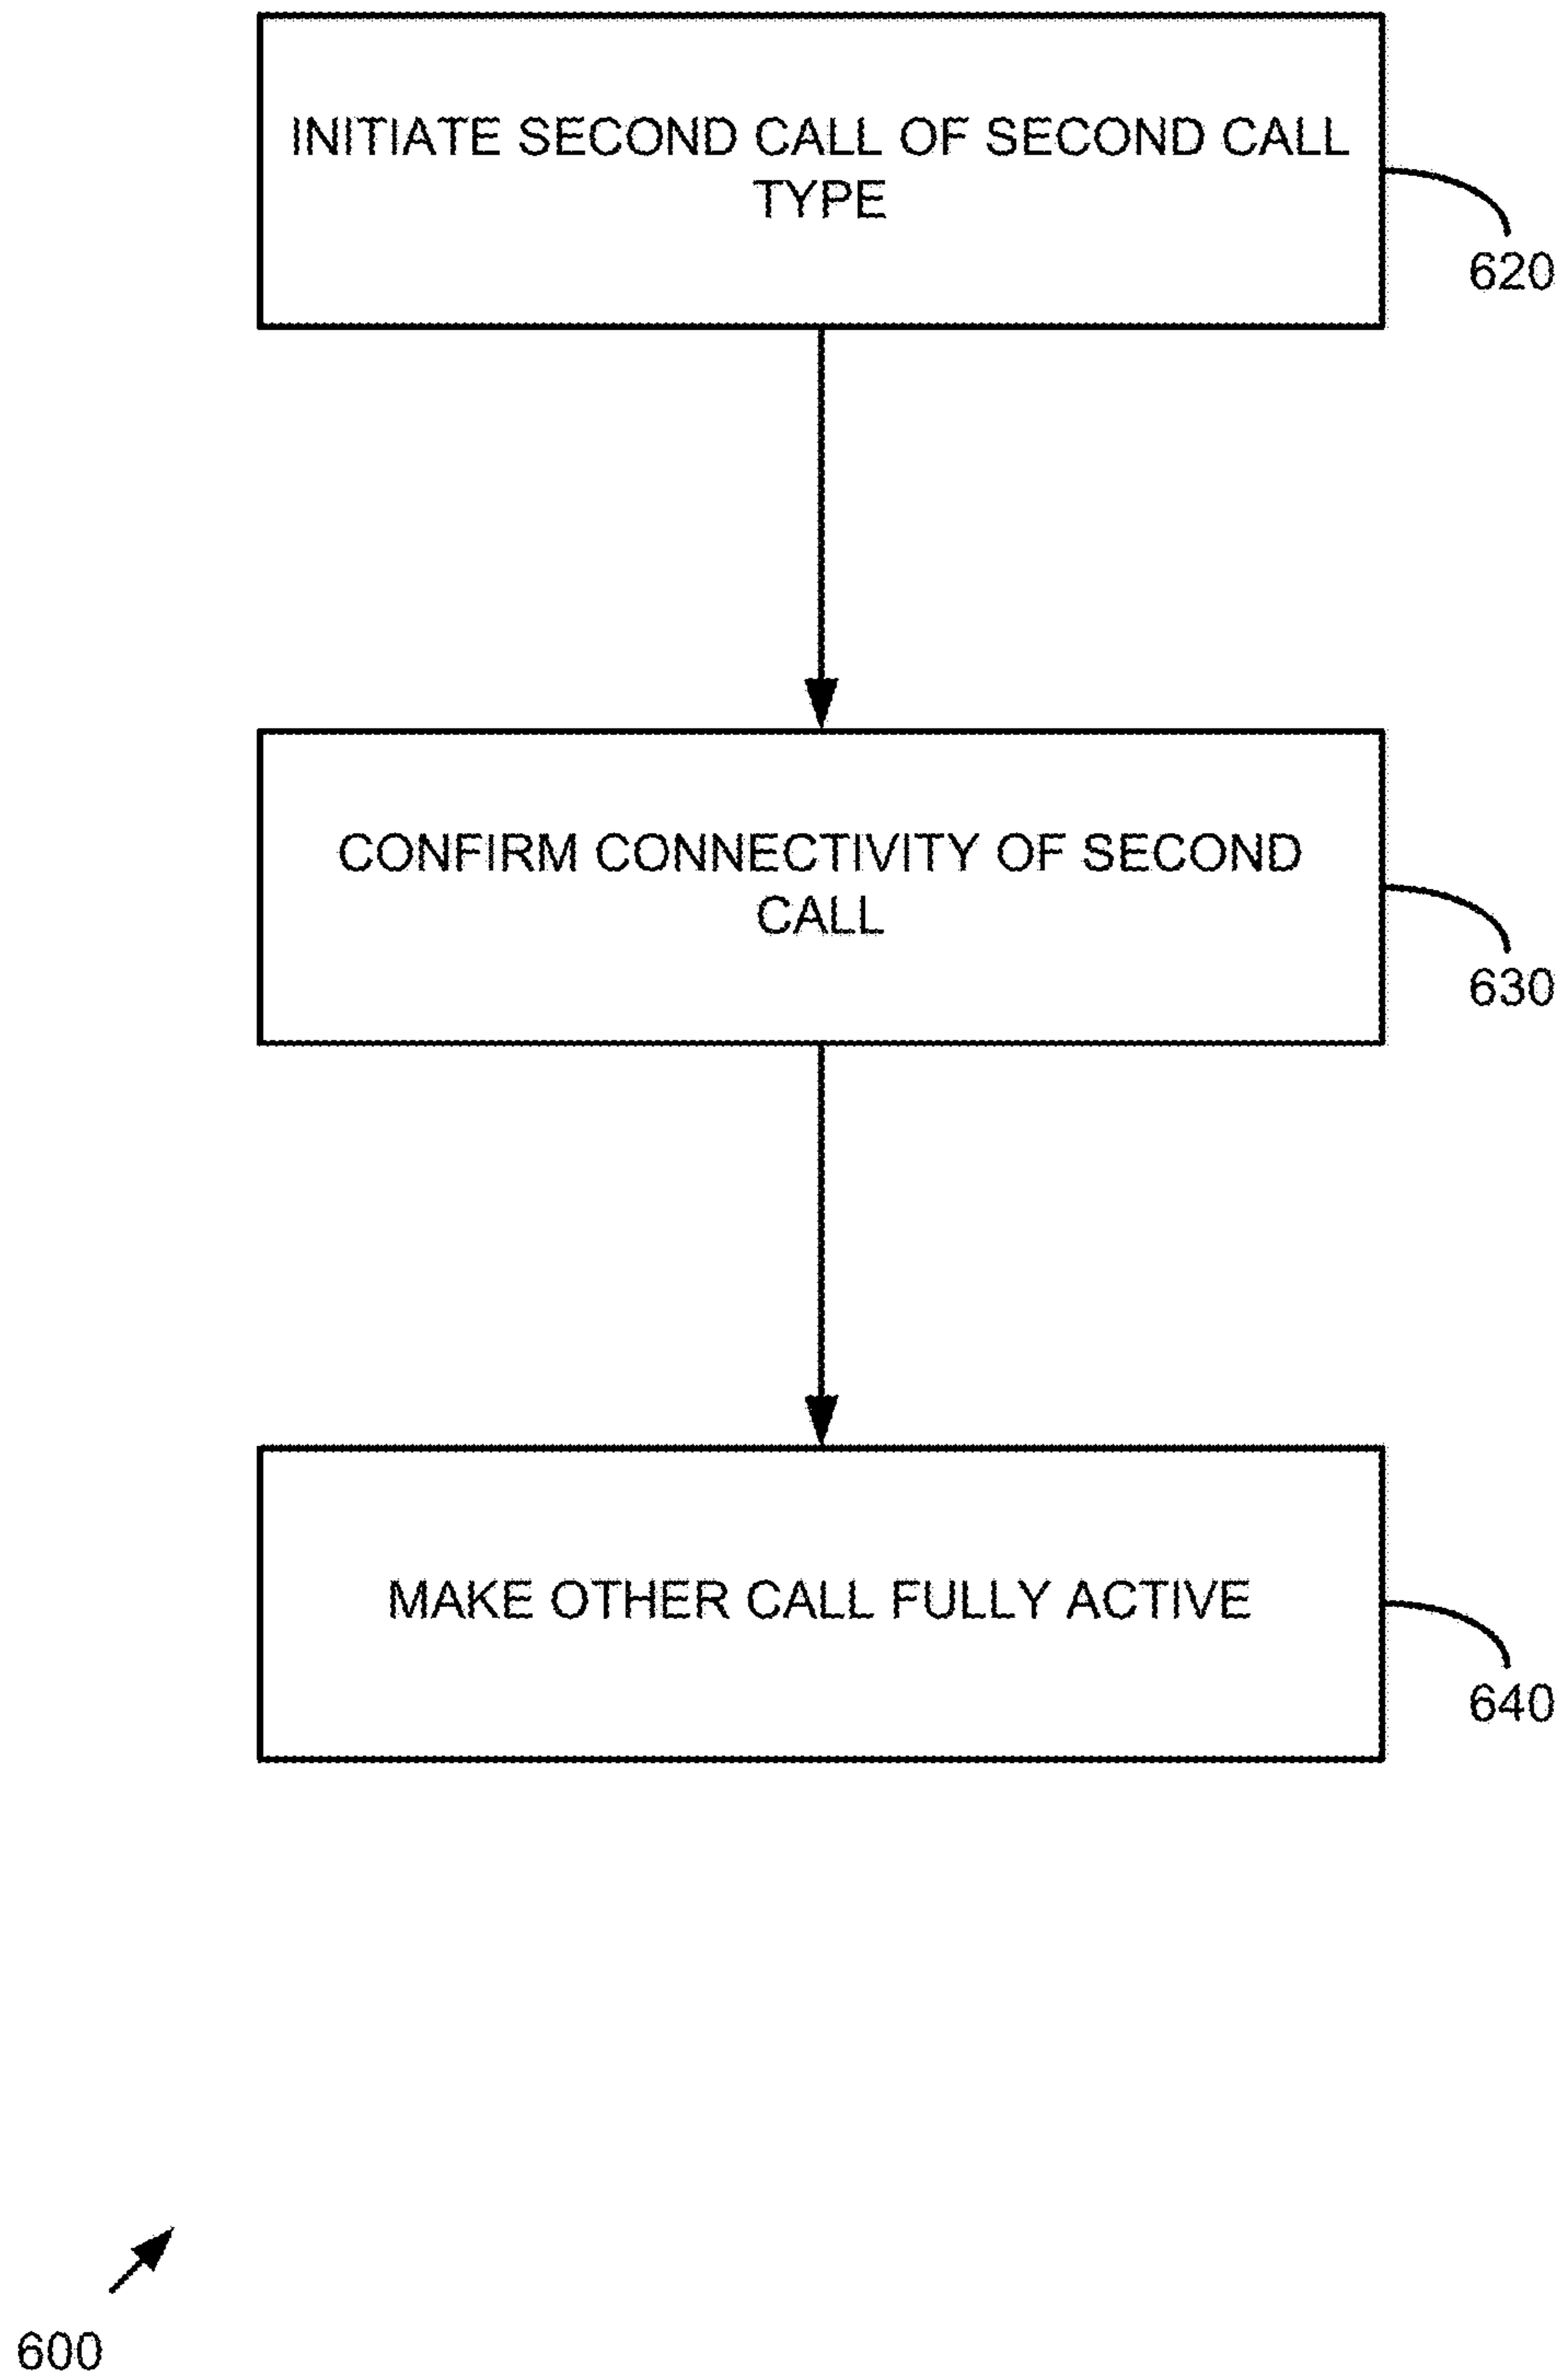 INITIATE SECOND CALL OF SECOND CALL
TYPE
620
CONFIRM CONNECTIVITY OF SECOND
CALL
630
MAKE OTHER CALL FULLY ACTIVE
640
600